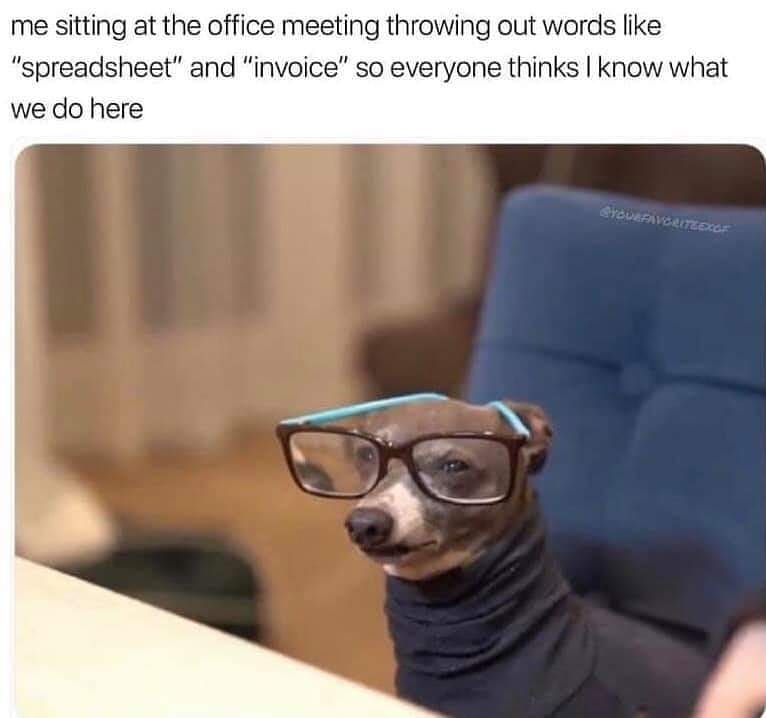 me sitting at the office meeting throwing out words like
"spreadsheet" and "invoice" so everyone thinks I know what
we do here
@YOURFAVORITEEXGF